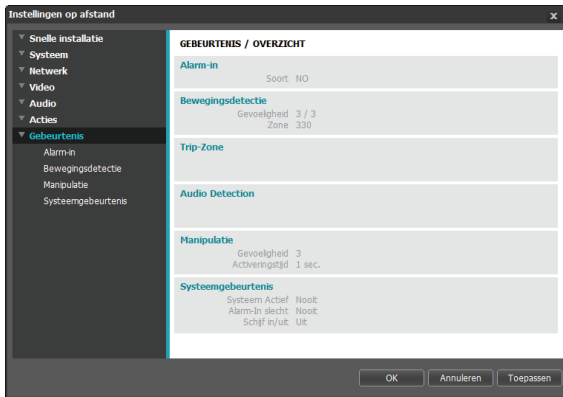 Instellingen op afstand
x
Snelle installatie
Systeem
Netwerk
Video
Audio
Acties
Gebeurtenis
Alarm-in
Bewegingsdetectie
Manipulatie
Systeemgebeurtenis
GEBEURTENIS / OVERZICHT
Alarm-in
Soort NO
Bewegingsdetectie
Gevoeligheid 3 / 3
Zone 330
Trip-Zone
Audio Detection
Manipulatie
Gevoeligheid 3
Activeringstijd 1 sec.
Systeemgebeurtenis
Systeem Actief Nooit
Alarm-In slecht Nooit
Schijf in/uit Uit
OK Annuleren Toepassen